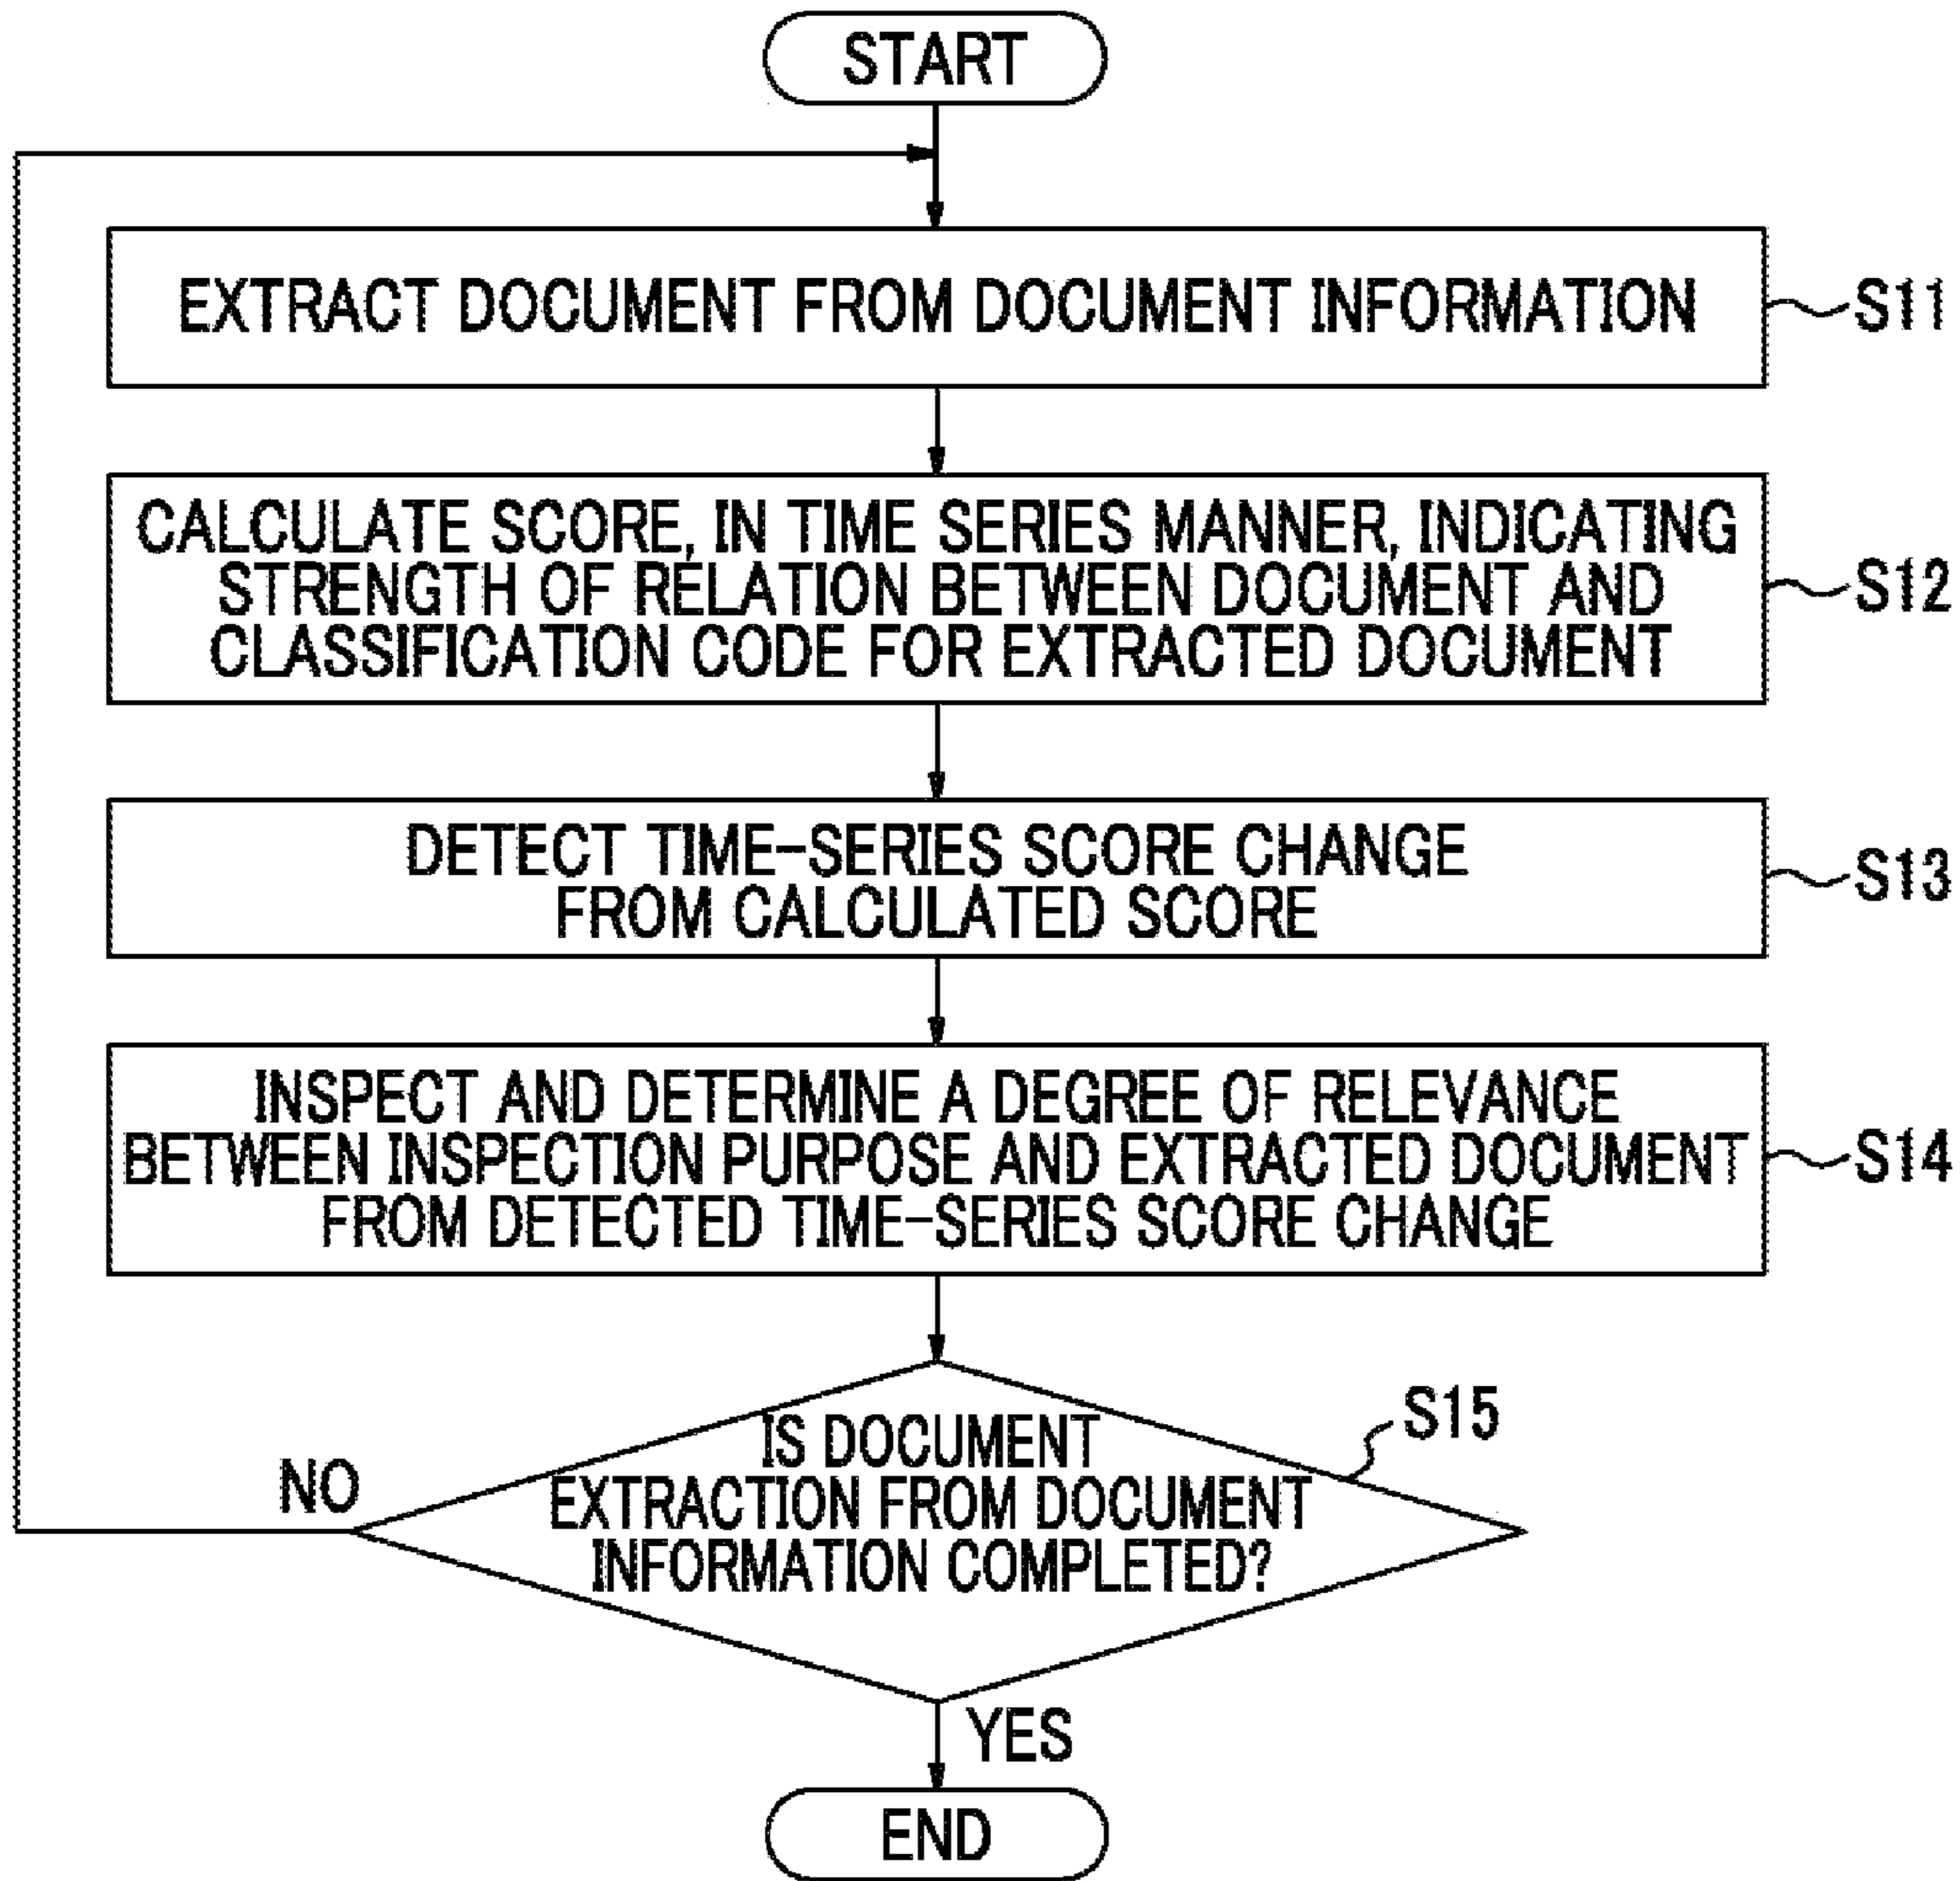 START
EXTRACT DOCUMENT FROM DOCUMENT INFORMATION
S11
CALCULATE SCORE, IN TIME SERIES MANNER, INDICATING
STRENGTH OF RELATION BETWEEN DOCUMENT AND
CLASSIFICATION CODE FOR EXTRACTED DOCUMENT
S12
DETECT TIME-SERIES SCORE CHANGE
FROM CALCULATED SCORE
S13
INSPECT AND DETERMINE A DEGREE OF RELEVANCE
BETWEEN INSPECTION PURPOSE AND EXTRACTED DOCUMENT
FROM DETECTED TIME-SERIES SCORE CHANGE
S14
IS DOCUMENT
EXTRACTION FROM DOCUMENT
INFORMATION COMPLETED?
S15
NO
YES
END